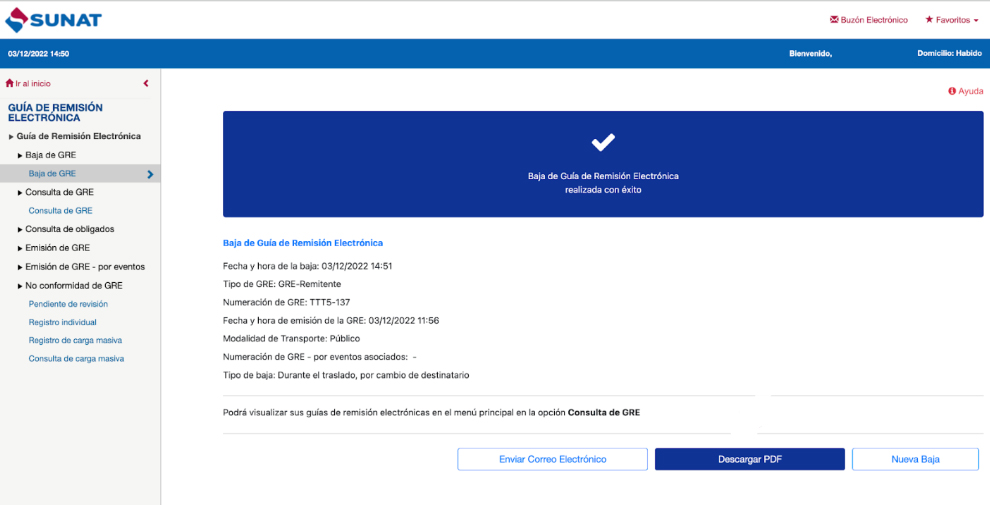 SUNAT
Buzón Electrónico
Favoritos
03/12/2022 14:50
Bienvenido,
Domicilio: Habido
Ir al inicio
Ayuda
GUÍA DE REMISIÓN
ELECTRÓNICA
Guía de Remisión Electrónica
Baja de GRE
Baja de GRE
Consulta de GRE
Consulta de GRE
Consulta de obligados
Emisión de GRE
Emisión de GRE - por eventos
No conformidad de GRE
Pendiente de revisión
Registro individual
Registro de carga masiva
Consulta de carga masiva
Baja de Guía de Remisión Electrónica
realizada con éxito
Baja de Guía de Remisión Electrónica
Fecha y hora de la baja: 03/12/2022 14:51
Tipo de GRE: GRE-Remitente
Numeración de GRE: TTT5-137
Fecha y hora de emisión de la GRE: 03/12/2022 11:56
Modalidad de Transporte: Público
Numeración de GRE - por eventos asociados: -
Tipo de baja: Durante el traslado, por cambio de destinatario
Podrá visualizar sus guías de remisión electrónicas en el menú principal en la opción Consulta de GRE
Enviar Correo Electrónico
Descargar PDF
Nueva Baja